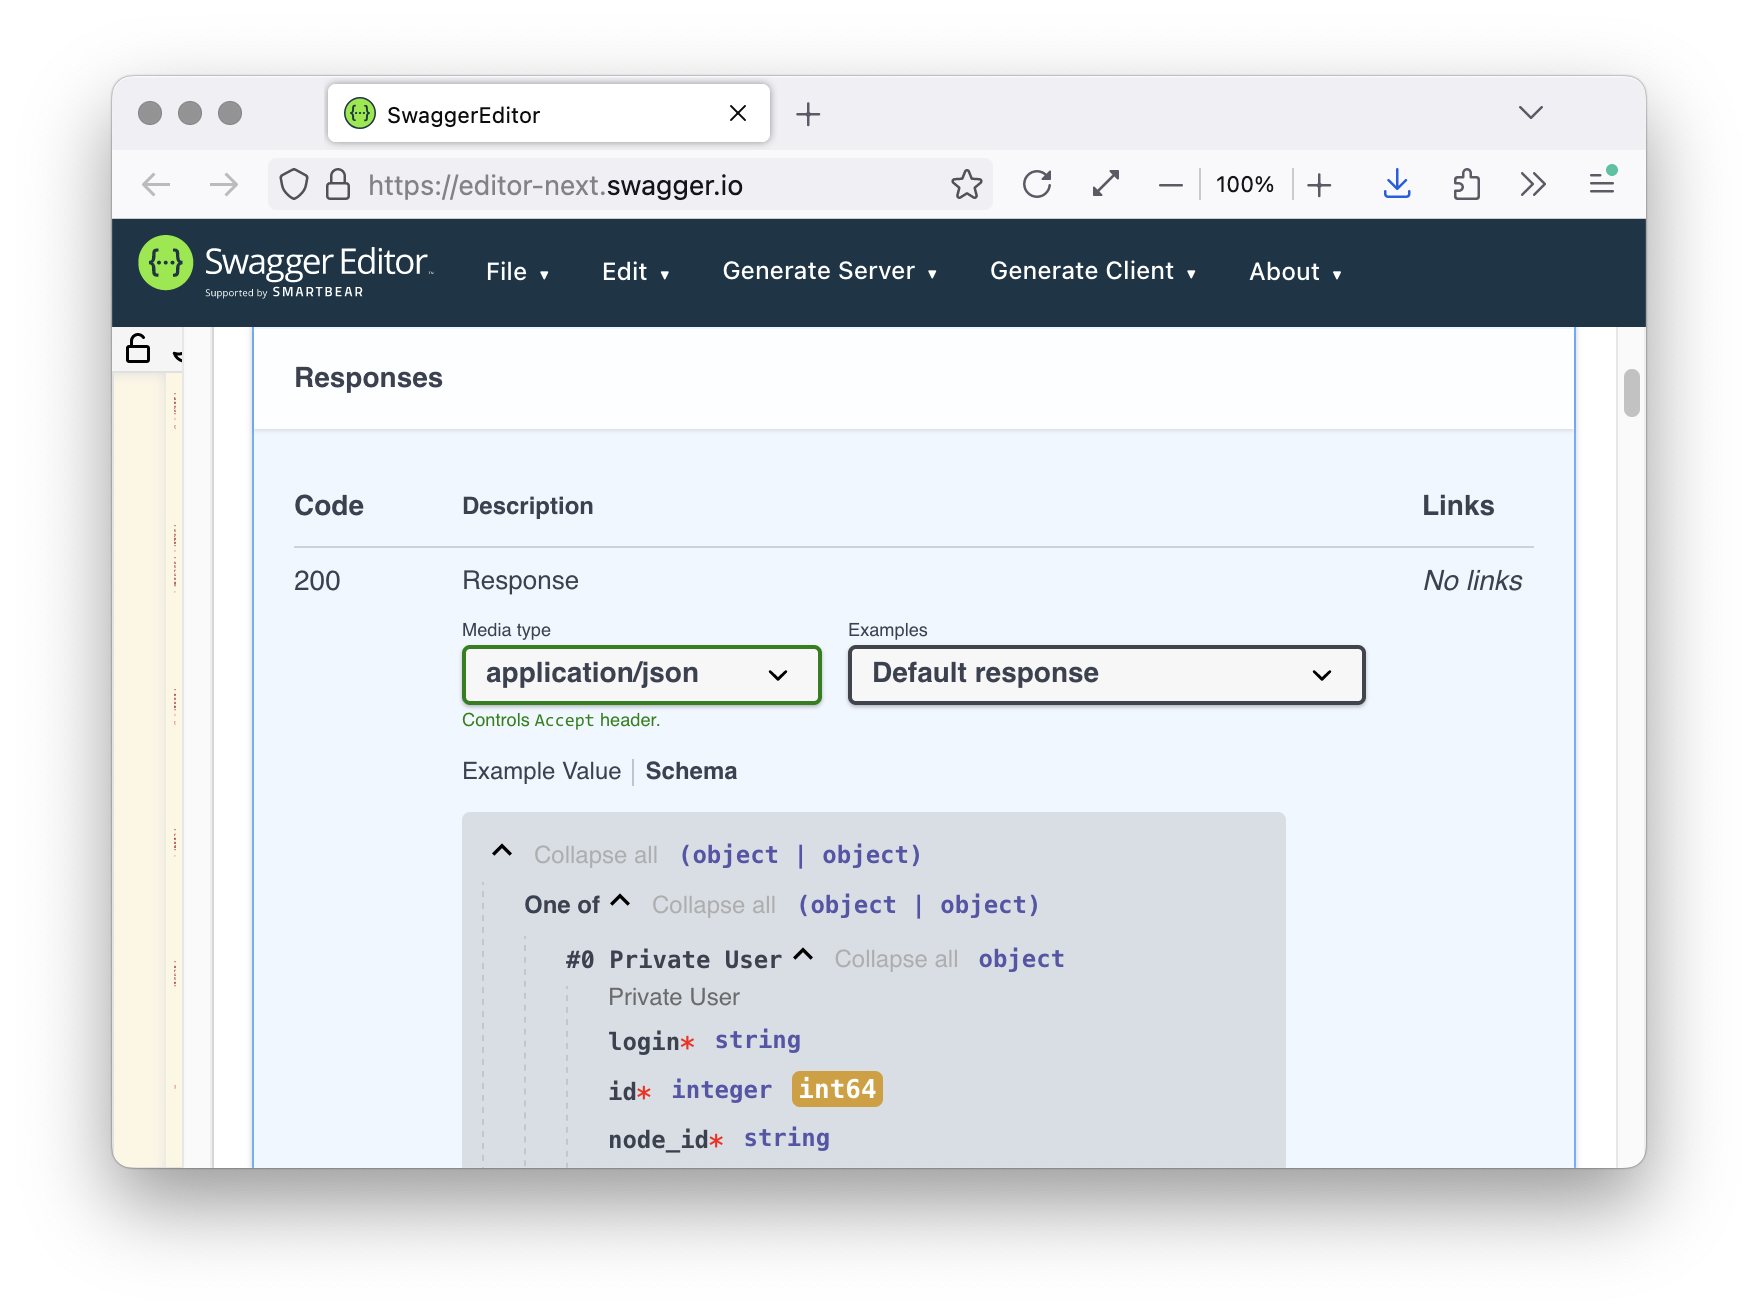 SwaggerEditor
https://editor-next.swagger.io
100%
{···} Swagger Editor
Supported by SMARTBEAR
File ▾ Edit ▾ Generate Server ▾ Generate Client ▾ About ▾
Responses
Code Description Links
200 Response No links
Media type Examples
application/json Default response
Controls Accept header.
Example Value | Schema
Collapse all (object | object)
One of Collapse all (object | object)
#0 Private User Collapse all object
Private User
login* string
id* integer int64
node_id* string